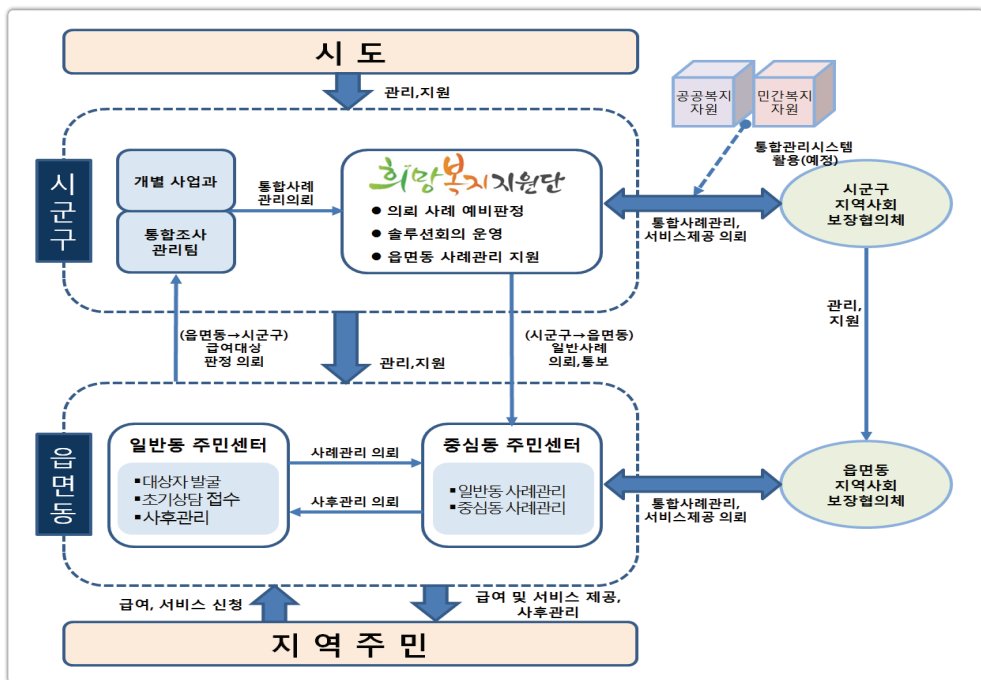 시 도
관리,지원
공공복지
자원
민간복지
자원
통합관리시스템
활용(예정)
시군구
개별 사업과
통합조사
관리팀
통합사례
관리의뢰
희망복지지원단
● 의뢰 사례 예비판정
● 솔루션회의 운영
● 읍면동 사례관리 지원
통합사례관리,
서비스제공 의뢰
시군구
지역사회
보장협의체
(읍면동→시군구)
급여대상
판정 의뢰
관리,지원
(시군구→읍면동)
일반사례
의뢰,통보
관리,
지원
읍면동
일반동 주민센터
▪대상자 발굴
▪초기상담 접수
▪사후관리
사례관리 의뢰
사후관리 의뢰
중심동 주민센터
▪일반동 사례관리
▪중심동 사례관리
통합사례관리,
서비스제공 의뢰
읍면동
지역사회
보장협의체
급여, 서비스 신청
급여 및 서비스 제공,
사후관리
지 역 주 민